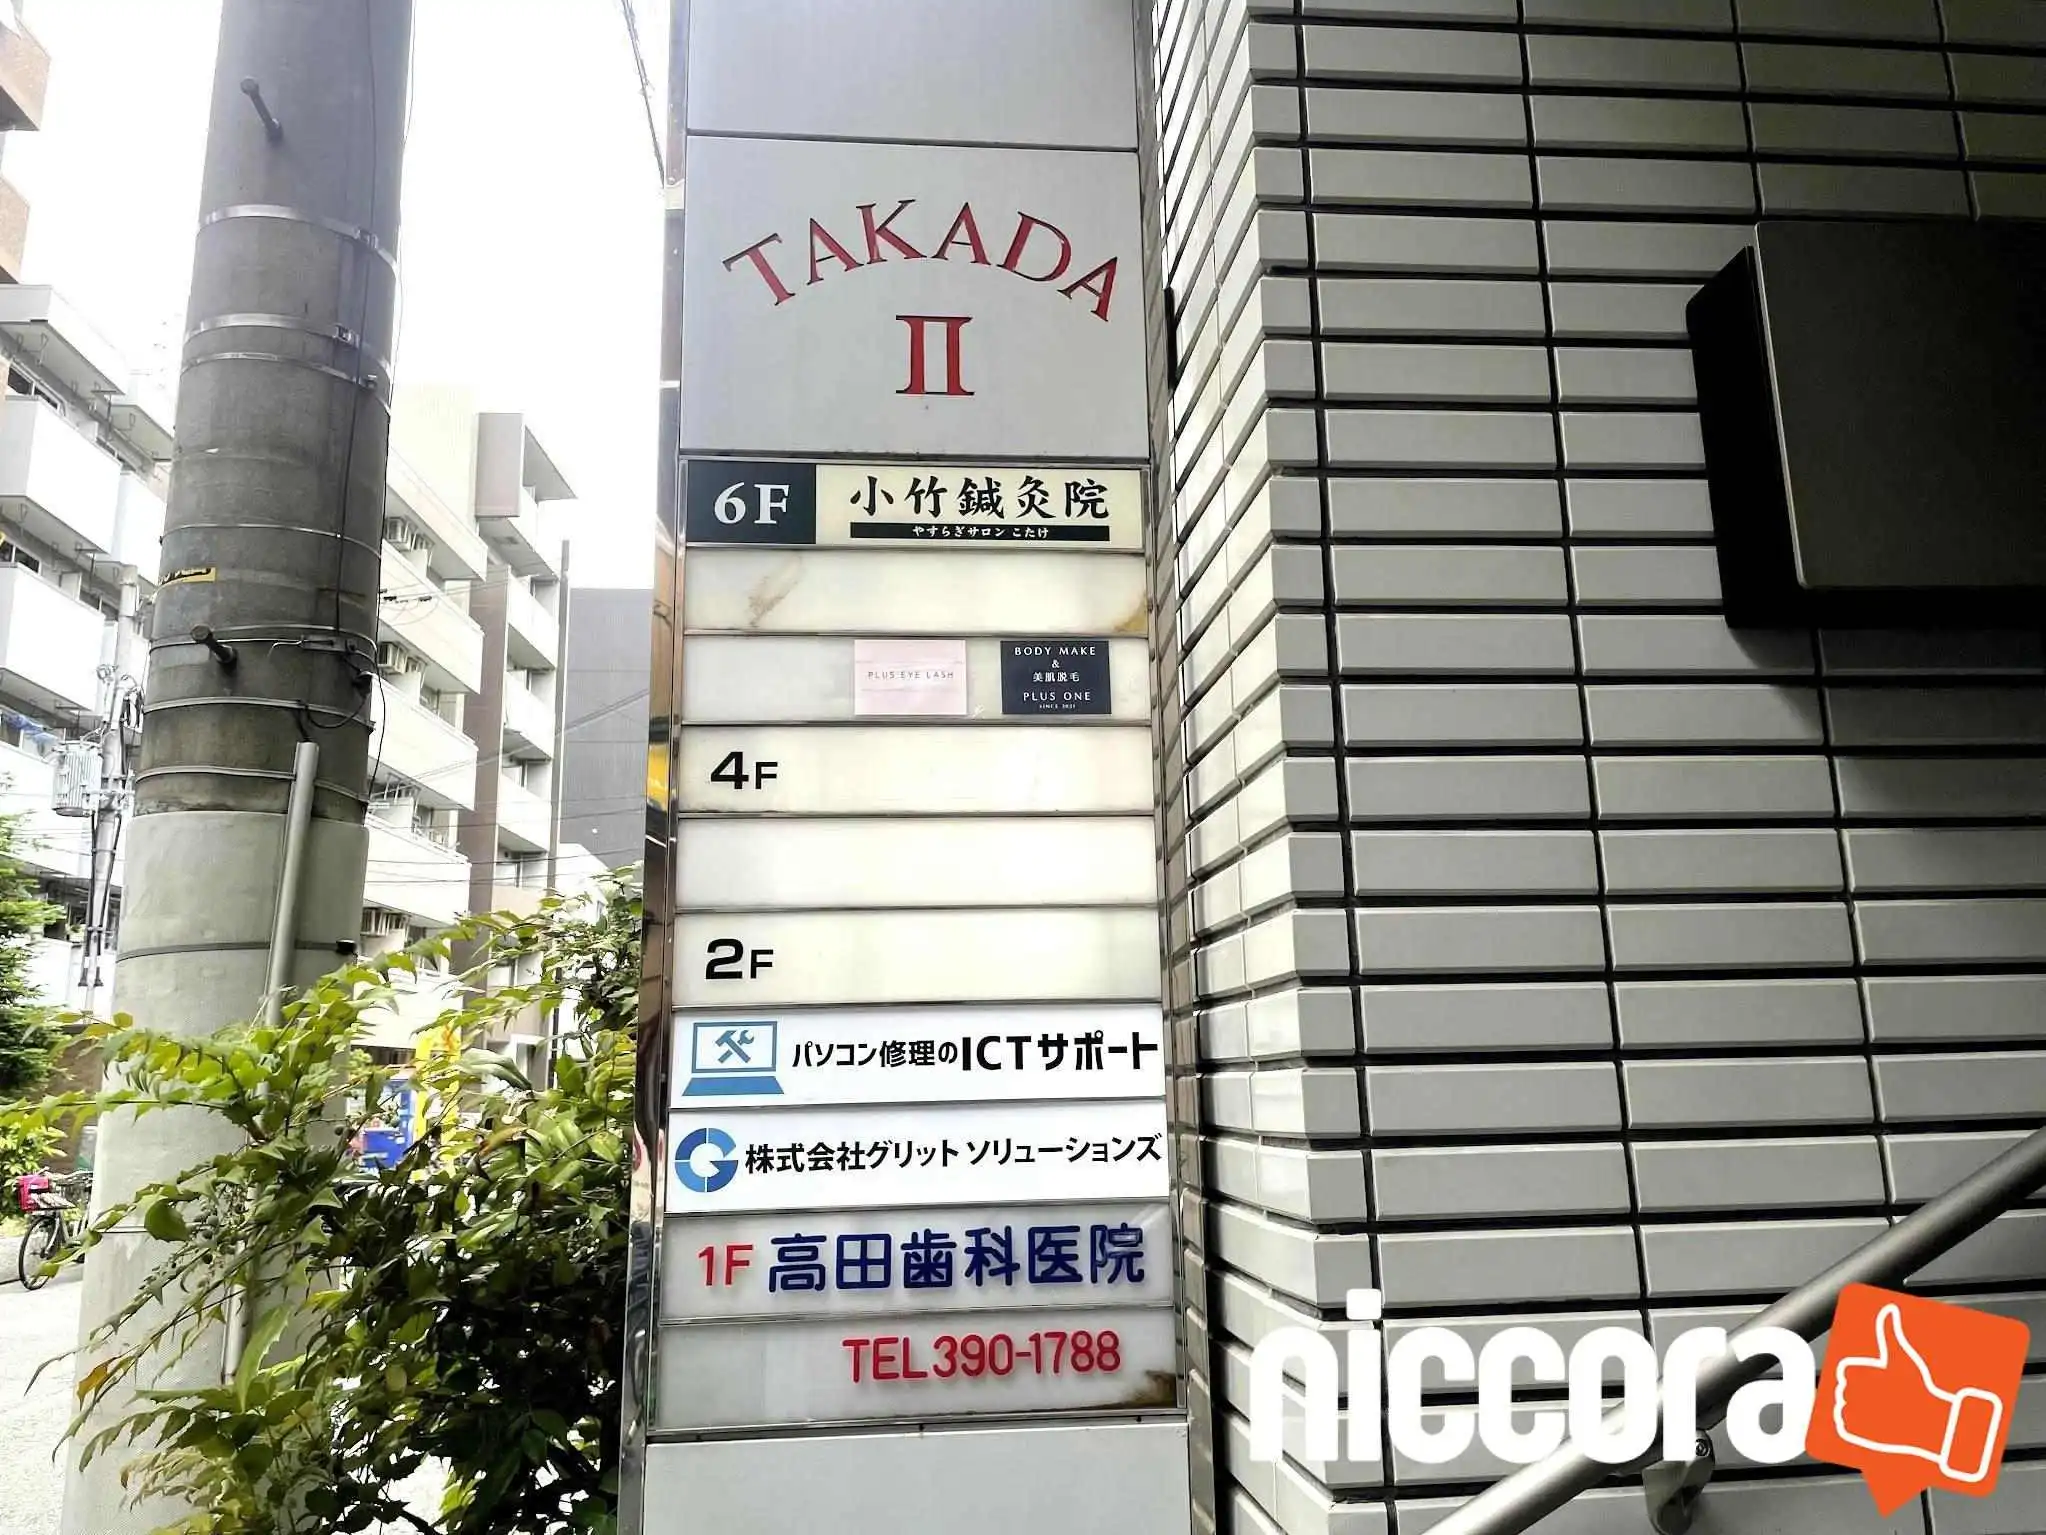 TAKADA
II
6F 小竹鍼灸院
やすらぎサロン こたけ
PLUS EYE LASH
BODY MAKE
&
美肌脱毛
PLUS ONE
SINCE 2021
4F
2F
パソコン修理のICTサポート
株式会社グリットソリューションズ
1F 高田歯科医院
TEL390-1788
niccora